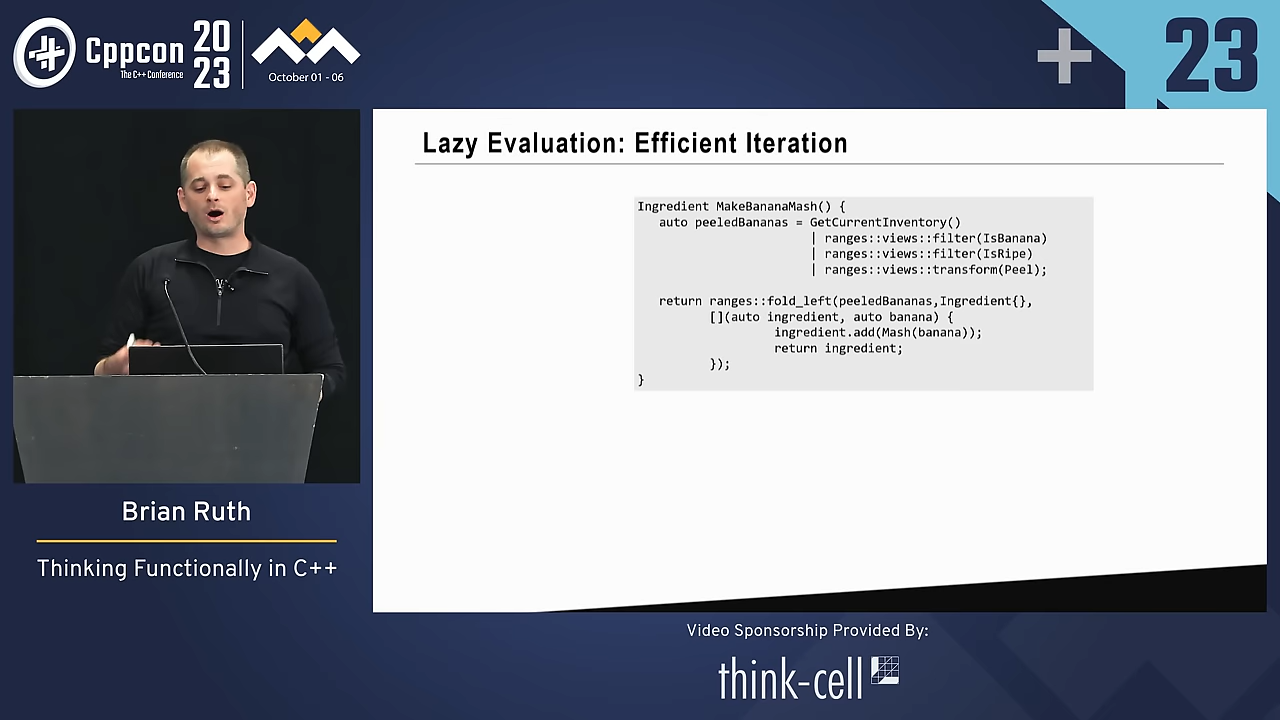 Cppcon
The C++ Conference
20
23
October 01 - 06
23
Lazy Evaluation: Efficient Iteration
Ingredient MakeBananaMash() {
auto peeledBananas = GetCurrentInventory()
| ranges::views::filter(IsBanana)
| ranges::views::filter(IsRipe)
| ranges::views::transform(Peel);
return ranges::fold_left(peeledBananas,Ingredient{},
[](auto ingredient, auto banana) {
ingredient.add(Mash(banana));
return ingredient;
});
}
Brian Ruth
Thinking Functionally in C++
Video Sponsorship Provided By:
think-cell